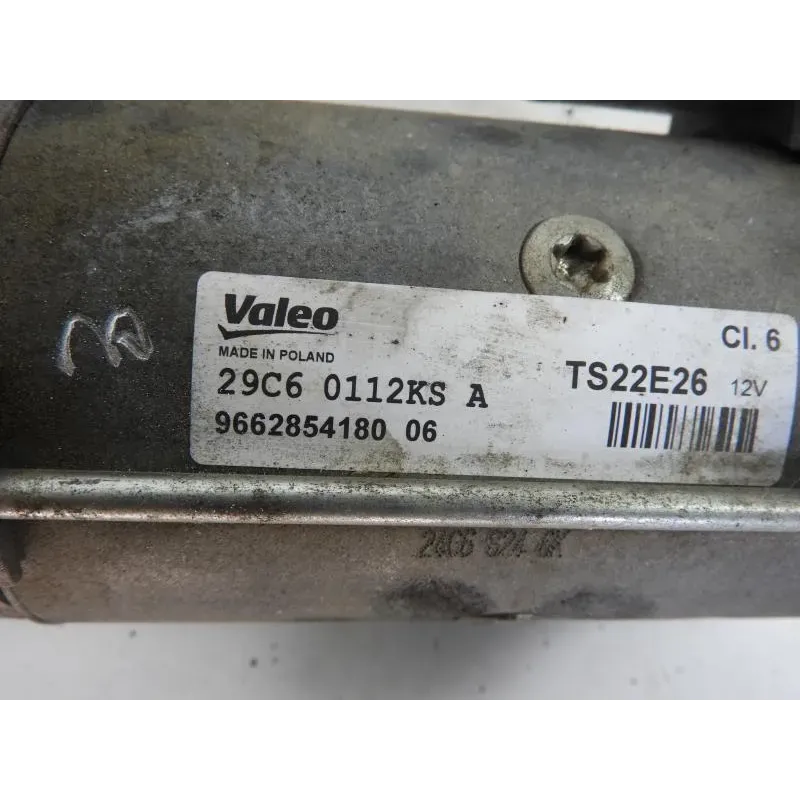 Valeo
MADE IN POLAND
Cl. 6
29C6 0112KS A
TS22E26 12V
9662854180 06